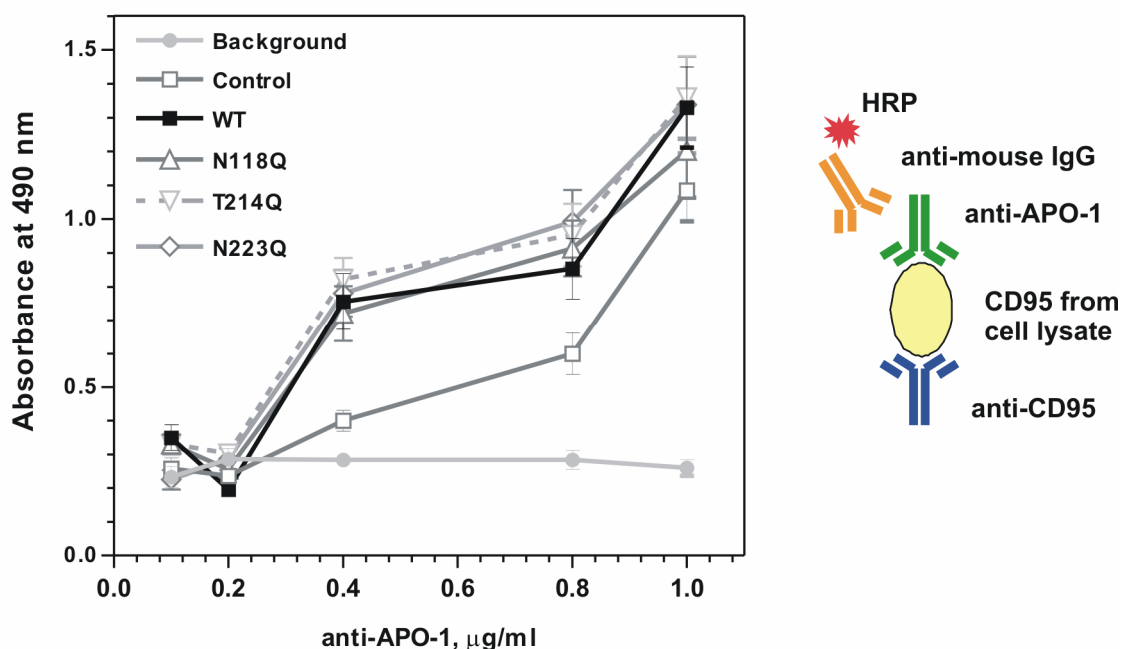 Background
Control
WT
N118Q
T214Q
N223Q
Absorbance at 490 nm
1.5
1.0
0.5
0.0
0.0 0.2 0.4 0.6 0.8 1.0
anti-APO-1, μg/ml
HRP
anti-mouse IgG
anti-APO-1
CD95 from
cell lysate
anti-CD95